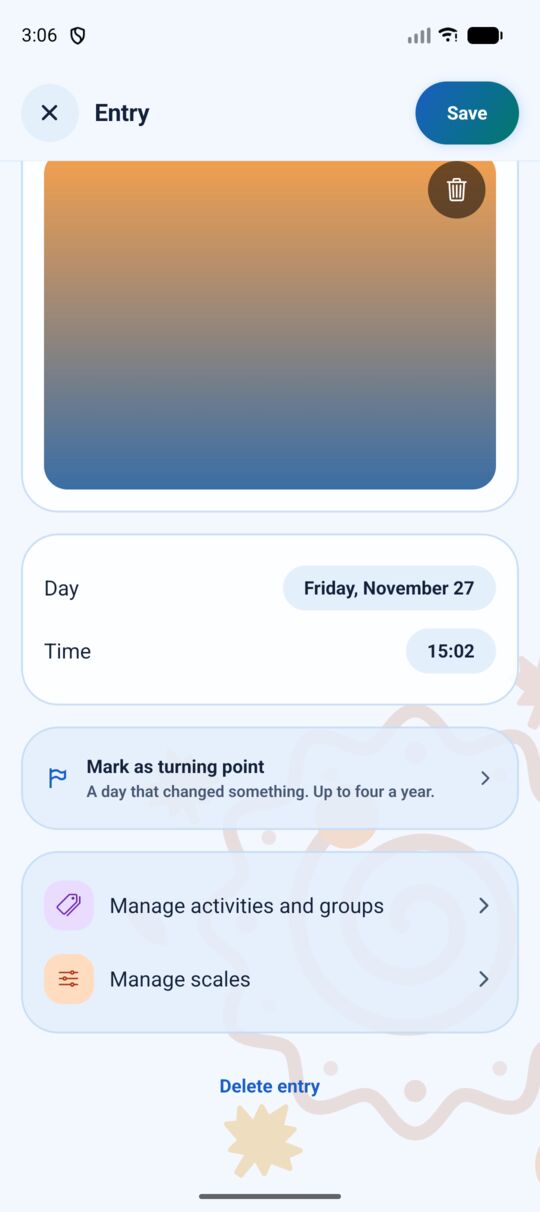 3:06
Entry
Save
Day
Friday, November 27
Time
15:02
Mark as turning point
A day that changed something. Up to four a year.
Manage activities and groups
Manage scales
Delete entry